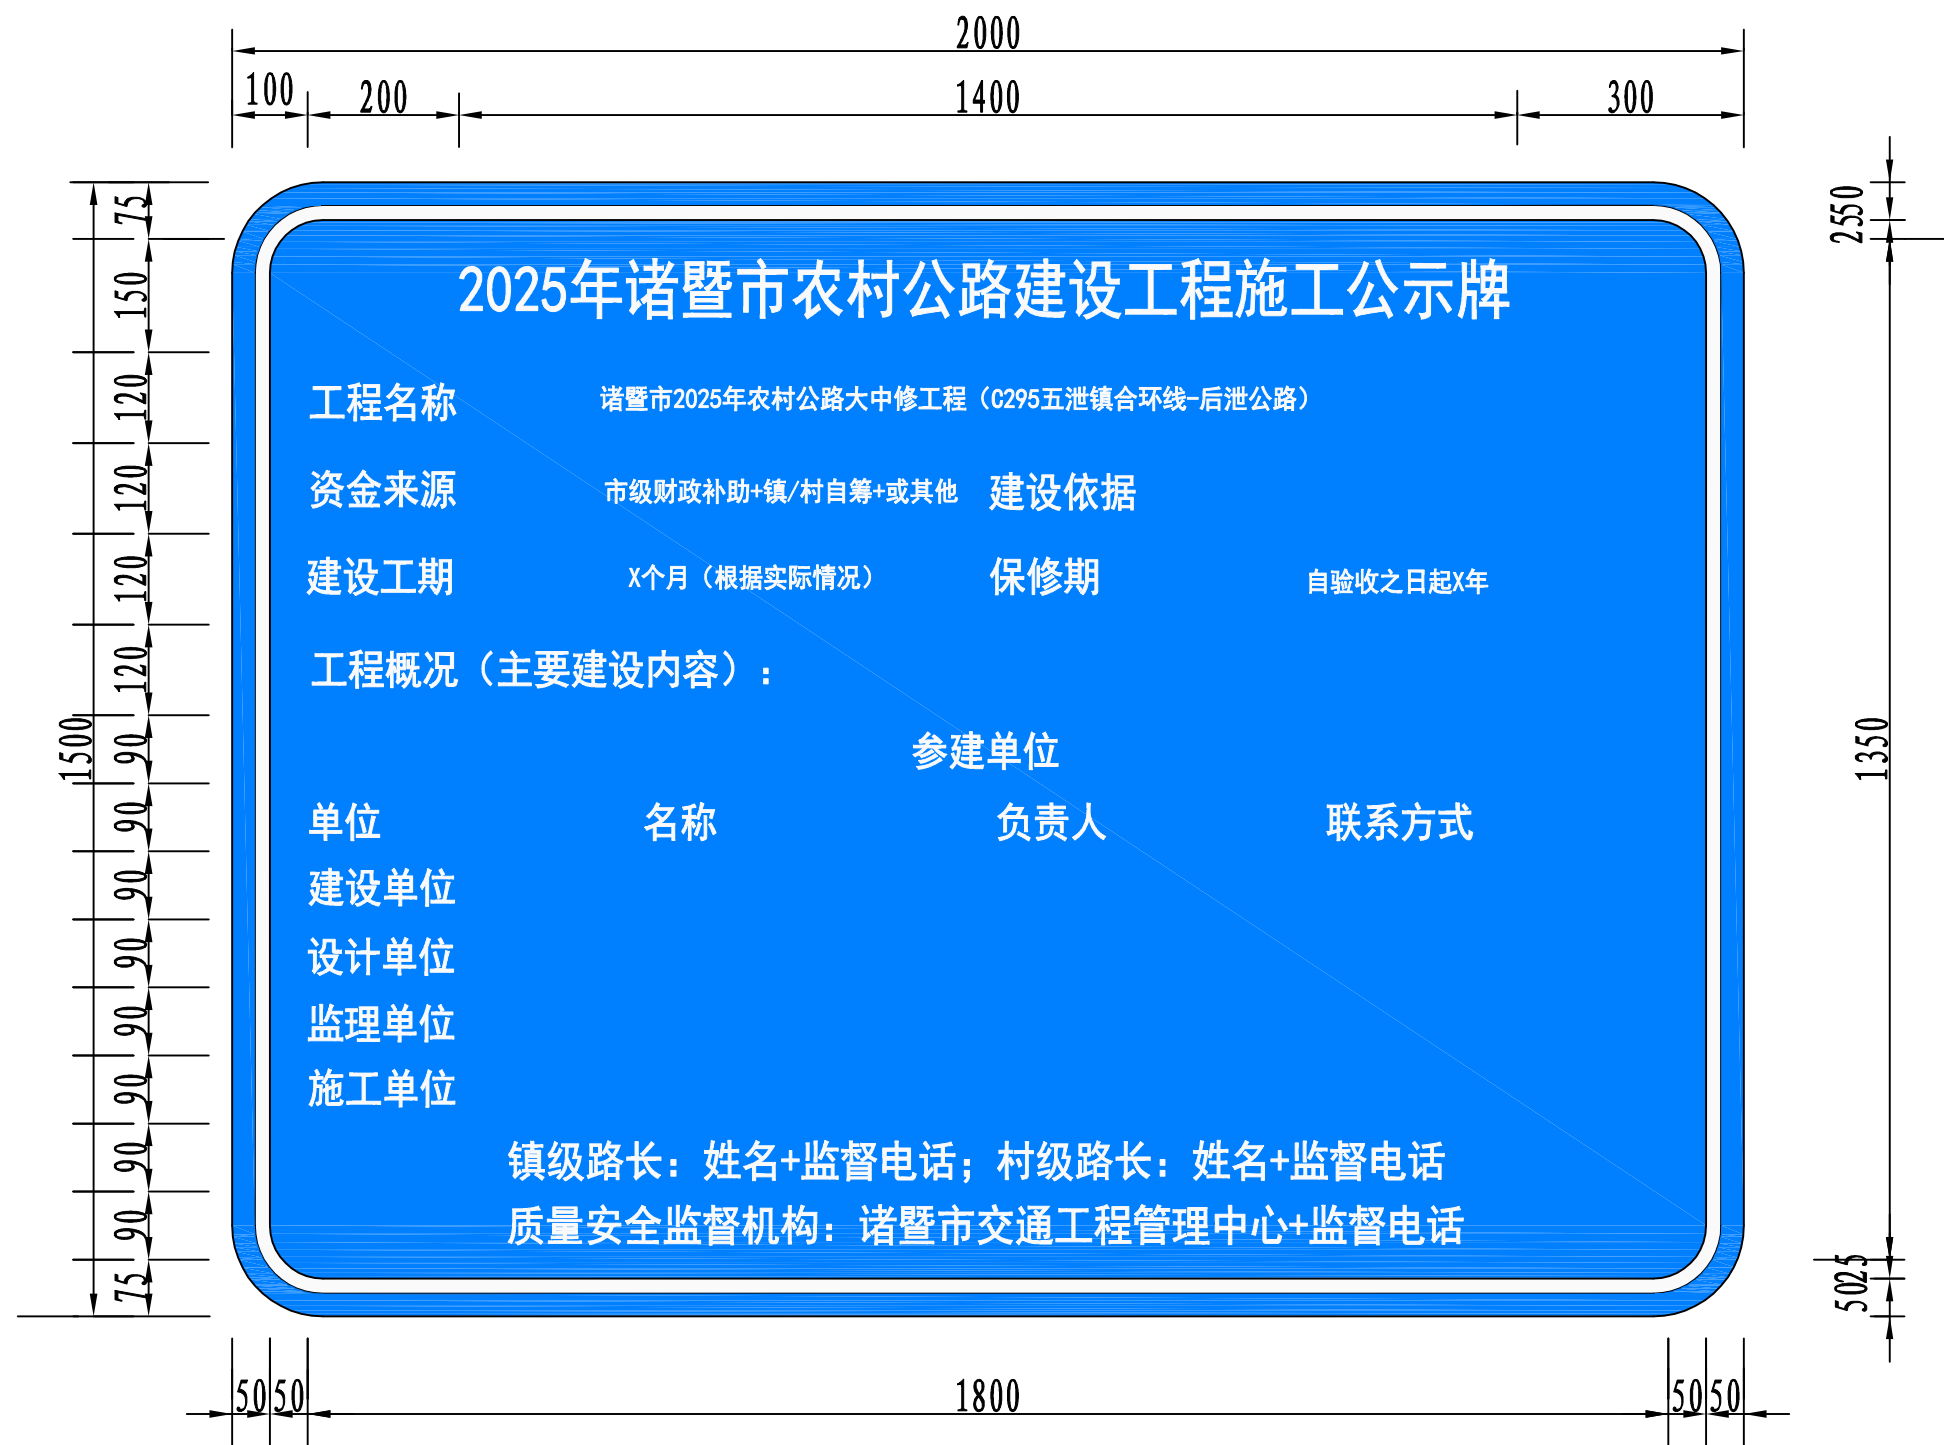 2000
100 200 1400 300
75
150
120
120
120
120
90
90
90
90
90
90
90
90
75
1500
2550
1350
5025
2025年诸暨市农村公路建设工程施工公示牌
工程名称 诸暨市2025年农村公路大中修工程（C295五泄镇合环线-后泄公路）
资金来源 市级财政补助+镇/村自筹+或其他 建设依据
建设工期 X个月（根据实际情况） 保修期 自验收之日起X年
工程概况（主要建设内容）:
参建单位
单位 名称 负责人 联系方式
建设单位
设计单位
监理单位
施工单位
镇级路长：姓名+监督电话；村级路长：姓名+监督电话
质量安全监督机构：诸暨市交通工程管理中心+监督电话
50 50 1800 50 50